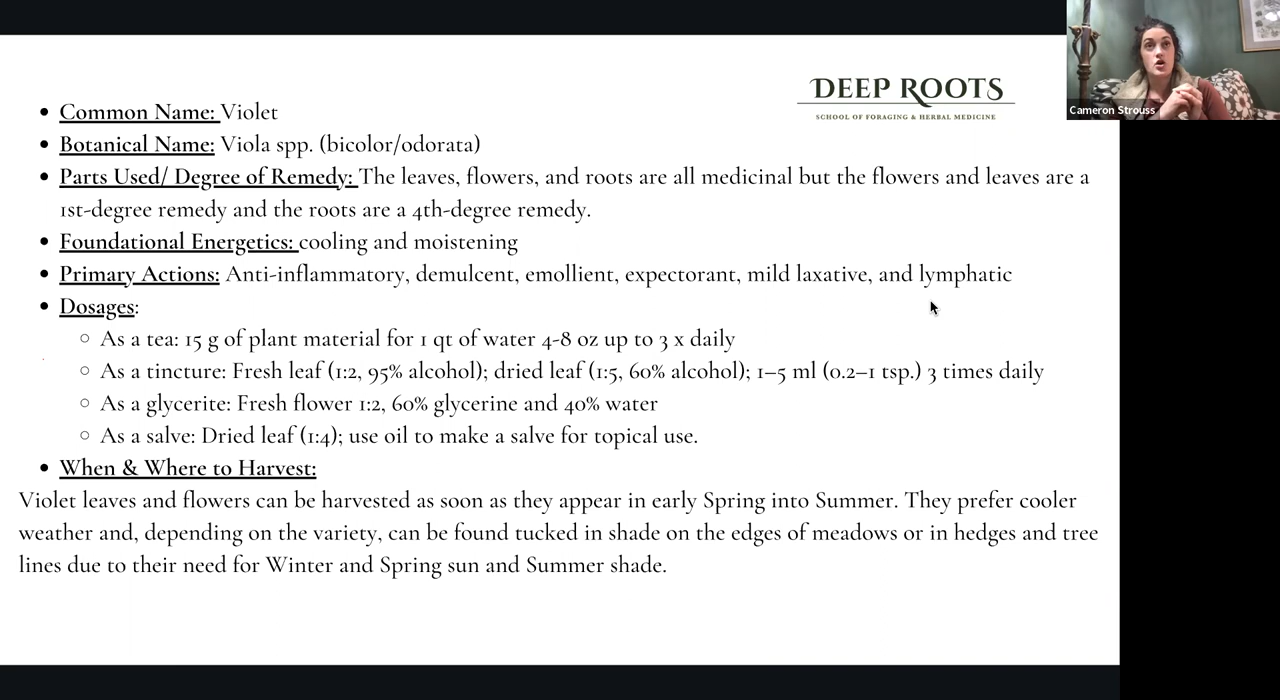 DEEP ROOTS
SCHOOL OF FORAGING & HERBAL MEDICINE
Cameron Strouss
• Common Name: Violet
• Botanical Name: Viola spp. (bicolor/odorata)
• Parts Used/ Degree of Remedy: The leaves, flowers, and roots are all medicinal but the flowers and leaves are a
1st-degree remedy and the roots are a 4th-degree remedy.
• Foundational Energetics: cooling and moistening
• Primary Actions: Anti-inflammatory, demulcent, emollient, expectorant, mild laxative, and lymphatic
• Dosages:
○ As a tea: 15 g of plant material for 1 qt of water 4-8 oz up to 3 x daily
○ As a tincture: Fresh leaf (1:2, 95% alcohol); dried leaf (1:5, 60% alcohol); 1–5 ml (0.2–1 tsp.) 3 times daily
○ As a glycerite: Fresh flower 1:2, 60% glycerine and 40% water
○ As a salve: Dried leaf (1:4); use oil to make a salve for topical use.
• When & Where to Harvest:
Violet leaves and flowers can be harvested as soon as they appear in early Spring into Summer. They prefer cooler
weather and, depending on the variety, can be found tucked in shade on the edges of meadows or in hedges and tree
lines due to their need for Winter and Spring sun and Summer shade.